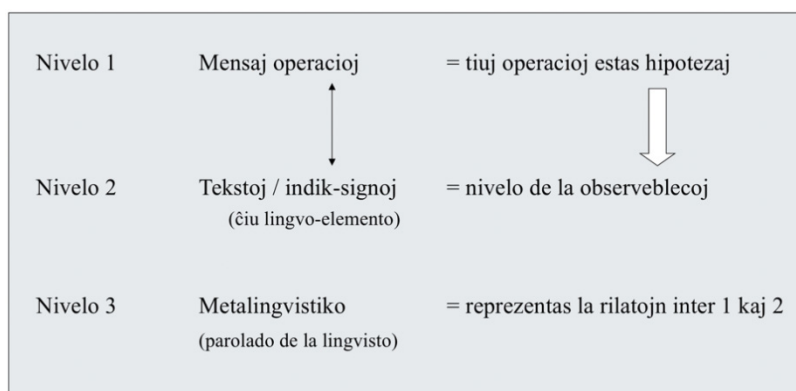 Nivelo 1 Mensaj operacioj = tiuj operacioj estas hipotezaj
Nivelo 2 Tekstoj / indik-signoj = nivelo de la observeblecoj
(ĉiu lingvo-elemento)
Nivelo 3 Metalingvistiko = reprezentas la rilatojn inter 1 kaj 2
(parolado de la lingvisto)